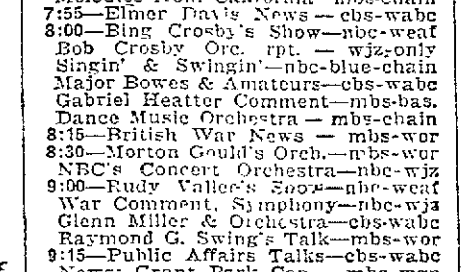 7:55—Elmer Davis News — cbs-wabc
8:00—Bing Crosby's Show—nbc-weaf
Bob Crosby Orc. rpt. — wjz-only
Singin' & Swingin'—nbc-blue-chain
Major Bowes & Amateurs—cbs-wabc
Gabriel Heatter Comment—mbs-bas.
Dance Music Orchestra — mbs-chain
8:15—British War News — mbs-wor
8:30—Morton Gould's Orch.—mbs-wor
NBC's Concert Orchestra—nbc-wjz
9:00—Rudy Vallee's Show—nbc-weaf
War Comment, Symphony—nbc-wjz
Glenn Miller & Orchestra—cbs-wabc
Raymond G. Swing's Talk—mbs-wor
9:15—Public Affairs Talks—cbs-wabc
News; Grant Park Con.